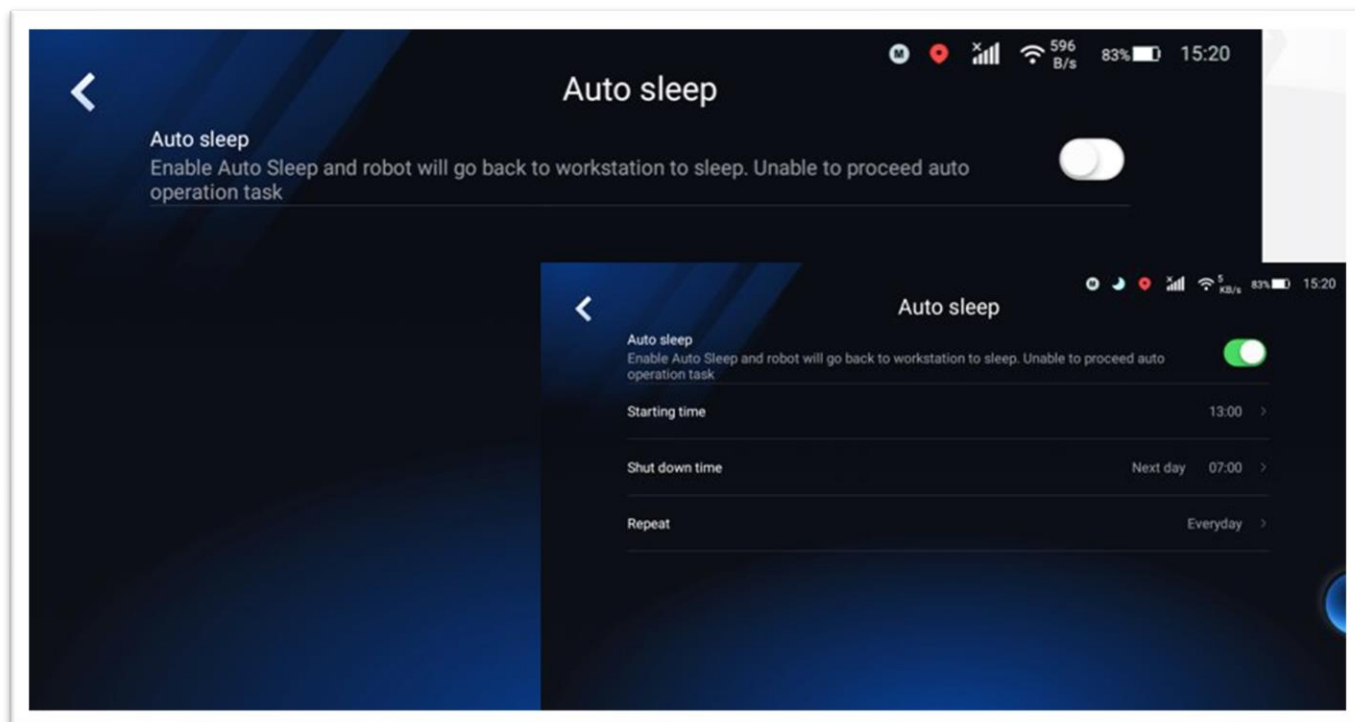 M 596 B/s 83% 15:20
Auto sleep
Auto sleep
Enable Auto Sleep and robot will go back to workstation to sleep. Unable to proceed auto
operation task
M 5 KB/s 83% 15:20
Auto sleep
Auto sleep
Enable Auto Sleep and robot will go back to workstation to sleep. Unable to proceed auto
operation task
Starting time 13:00
Shut down time Next day 07:00
Repeat Everyday